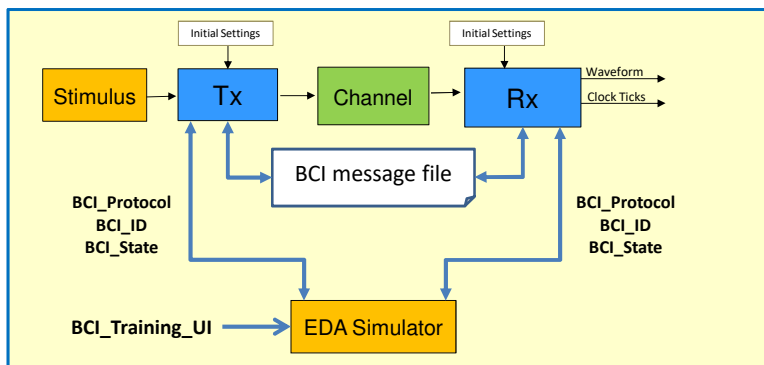 Initial Settings
Initial Settings
Stimulus
Tx
Channel
Rx
Waveform
Clock Ticks
BCI message file
BCI_Protocol
BCI_ID
BCI_State
BCI_Protocol
BCI_ID
BCI_State
BCI_Training_UI
EDA Simulator